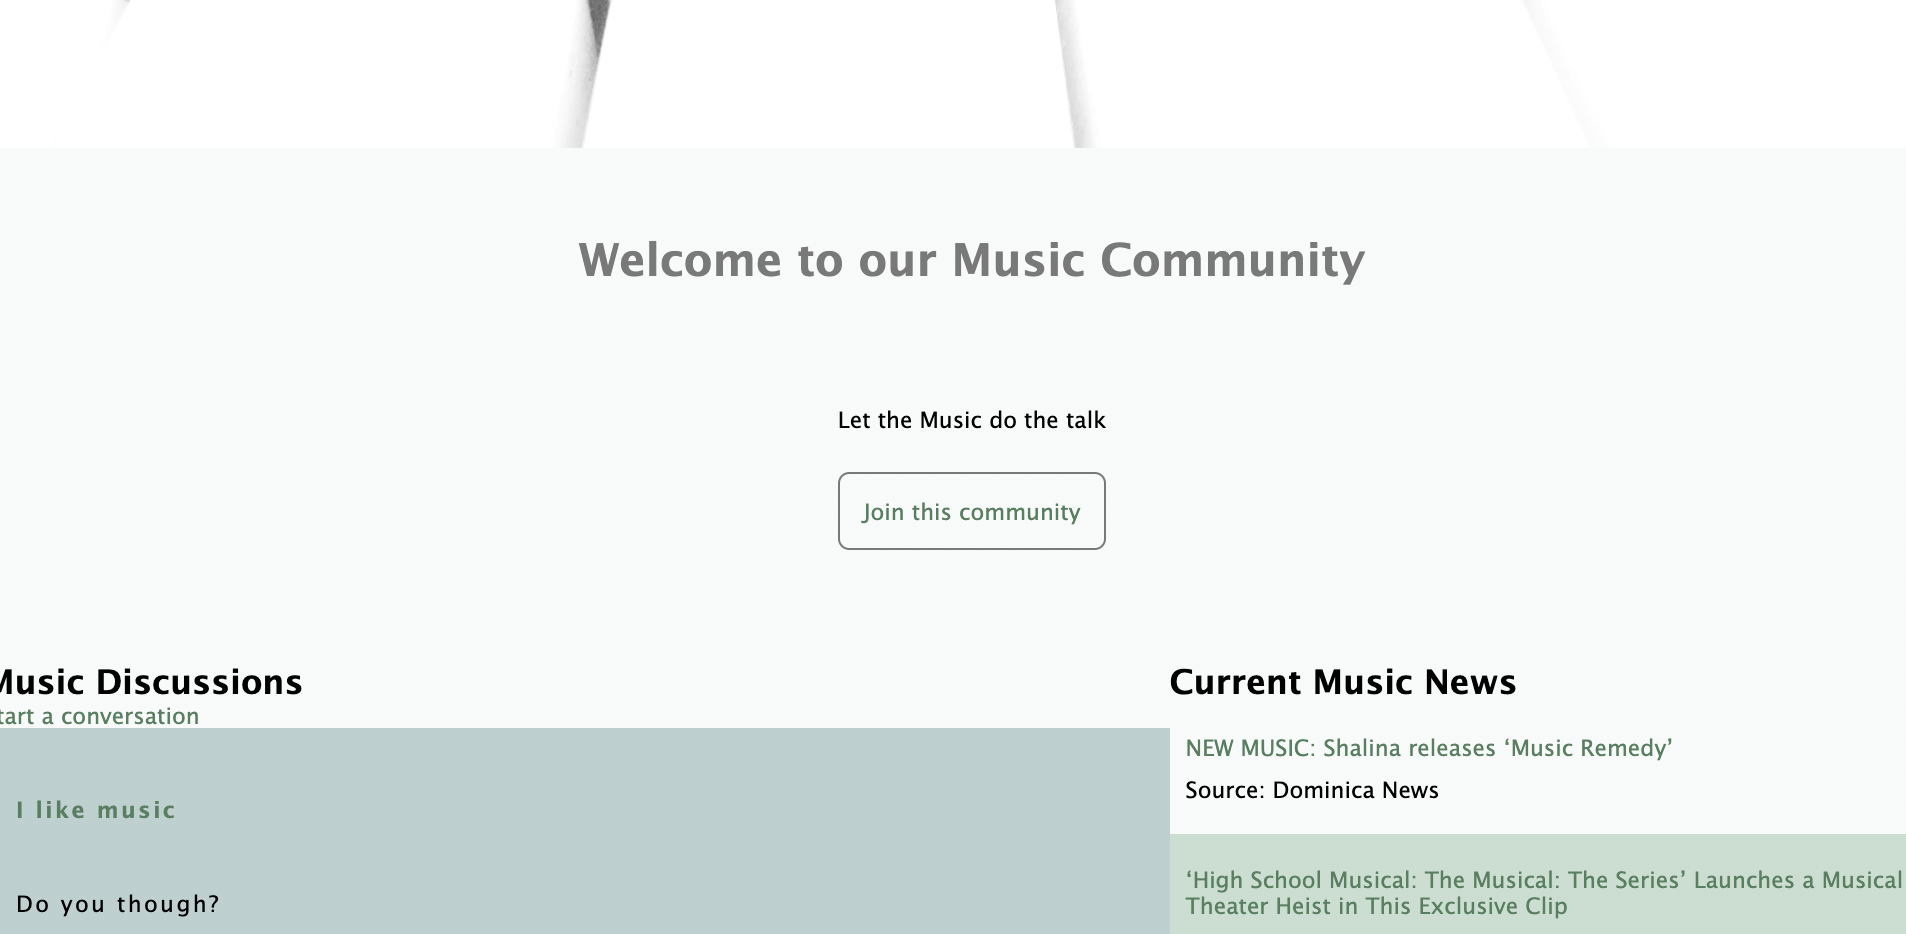 Welcome to our Music Community
Let the Music do the talk
Join this community
Music Discussions
tart a conversation
I like music
Do you though?
Current Music News
NEW MUSIC: Shalina releases ‘Music Remedy’
Source: Dominica News
‘High School Musical: The Musical: The Series’ Launches a Musical
Theater Heist in This Exclusive Clip